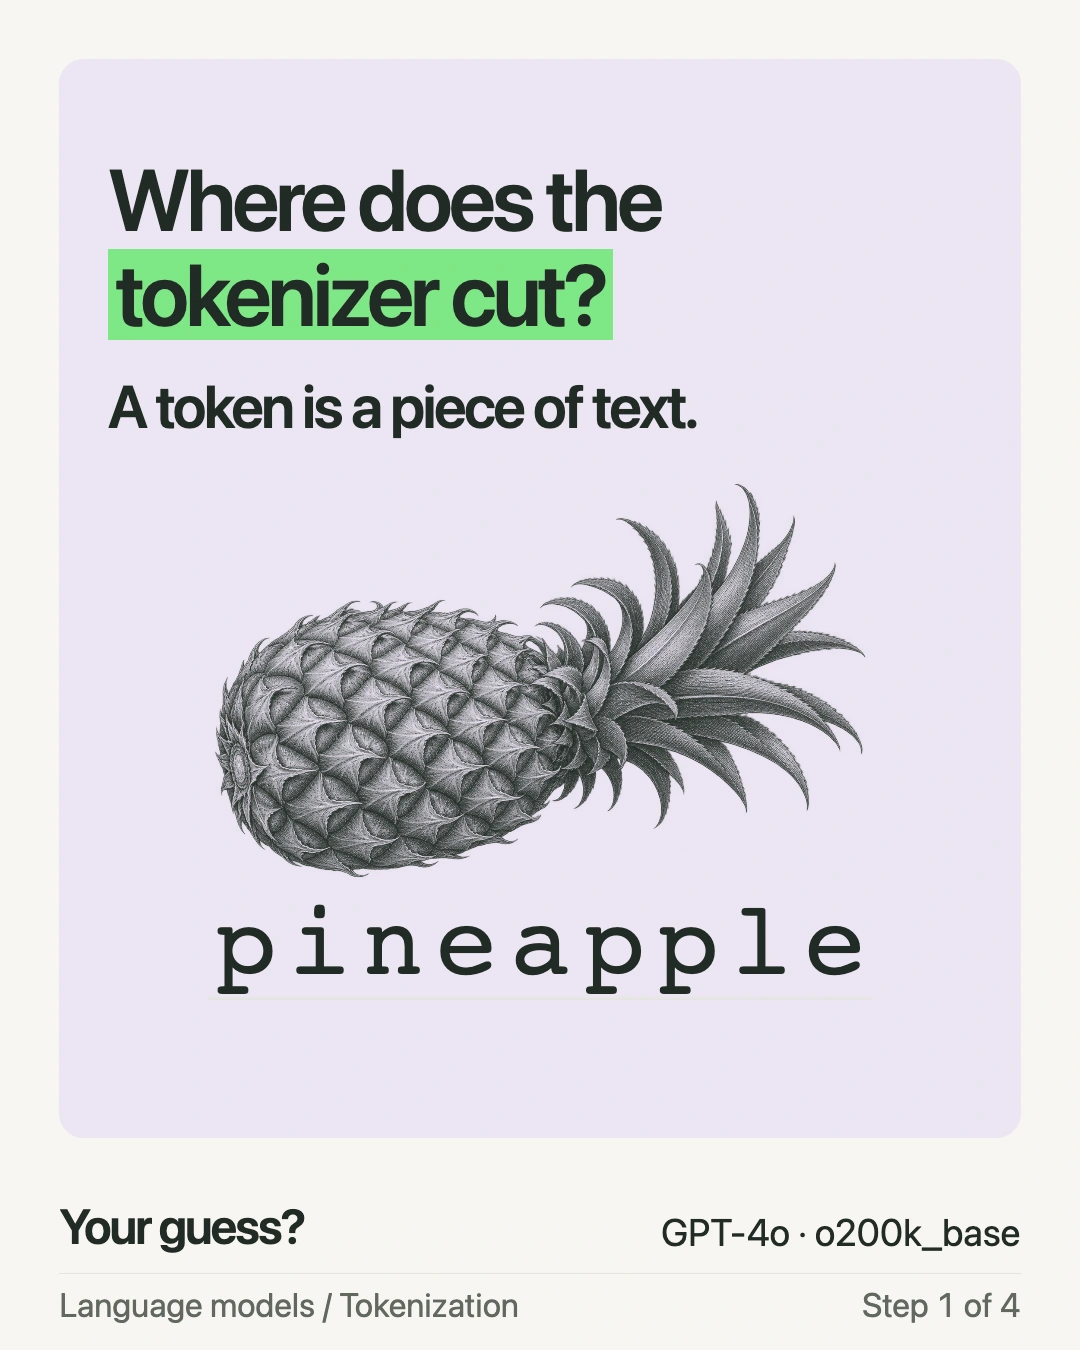 Where does the
tokenizer cut?
A token is a piece of text.
pineapple
Your guess?
GPT-4o · o200k_base
Language models / Tokenization
Step 1 of 4